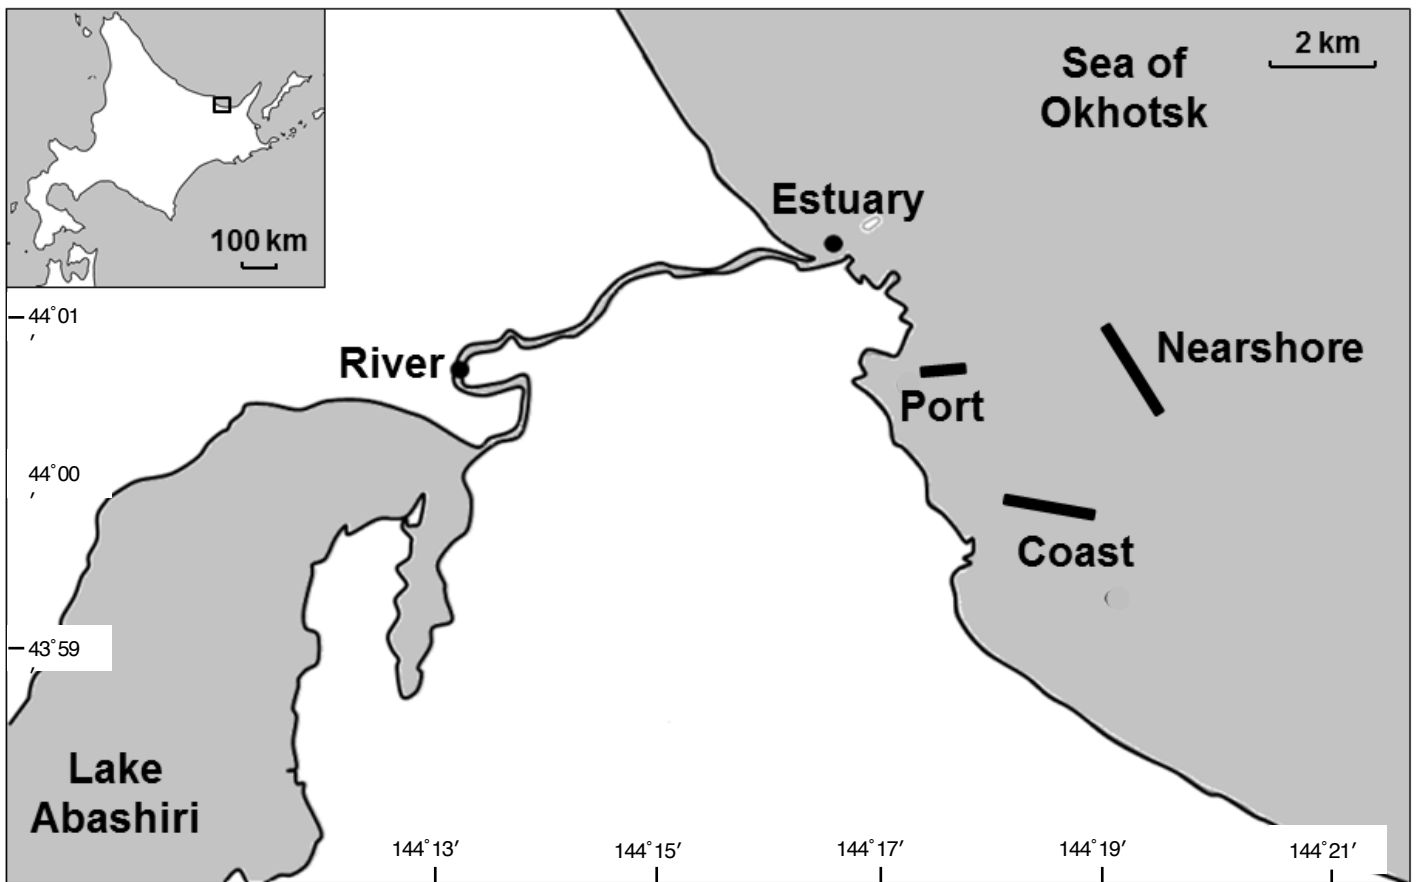 Sea of
Okhotsk
2 km
100 km
Estuary
44°01
′
River
Nearshore
Port
44°00
′
Coast
43°59
′
Lake
Abashiri
144°13′
144°15′
144°17′
144°19′
144°21′